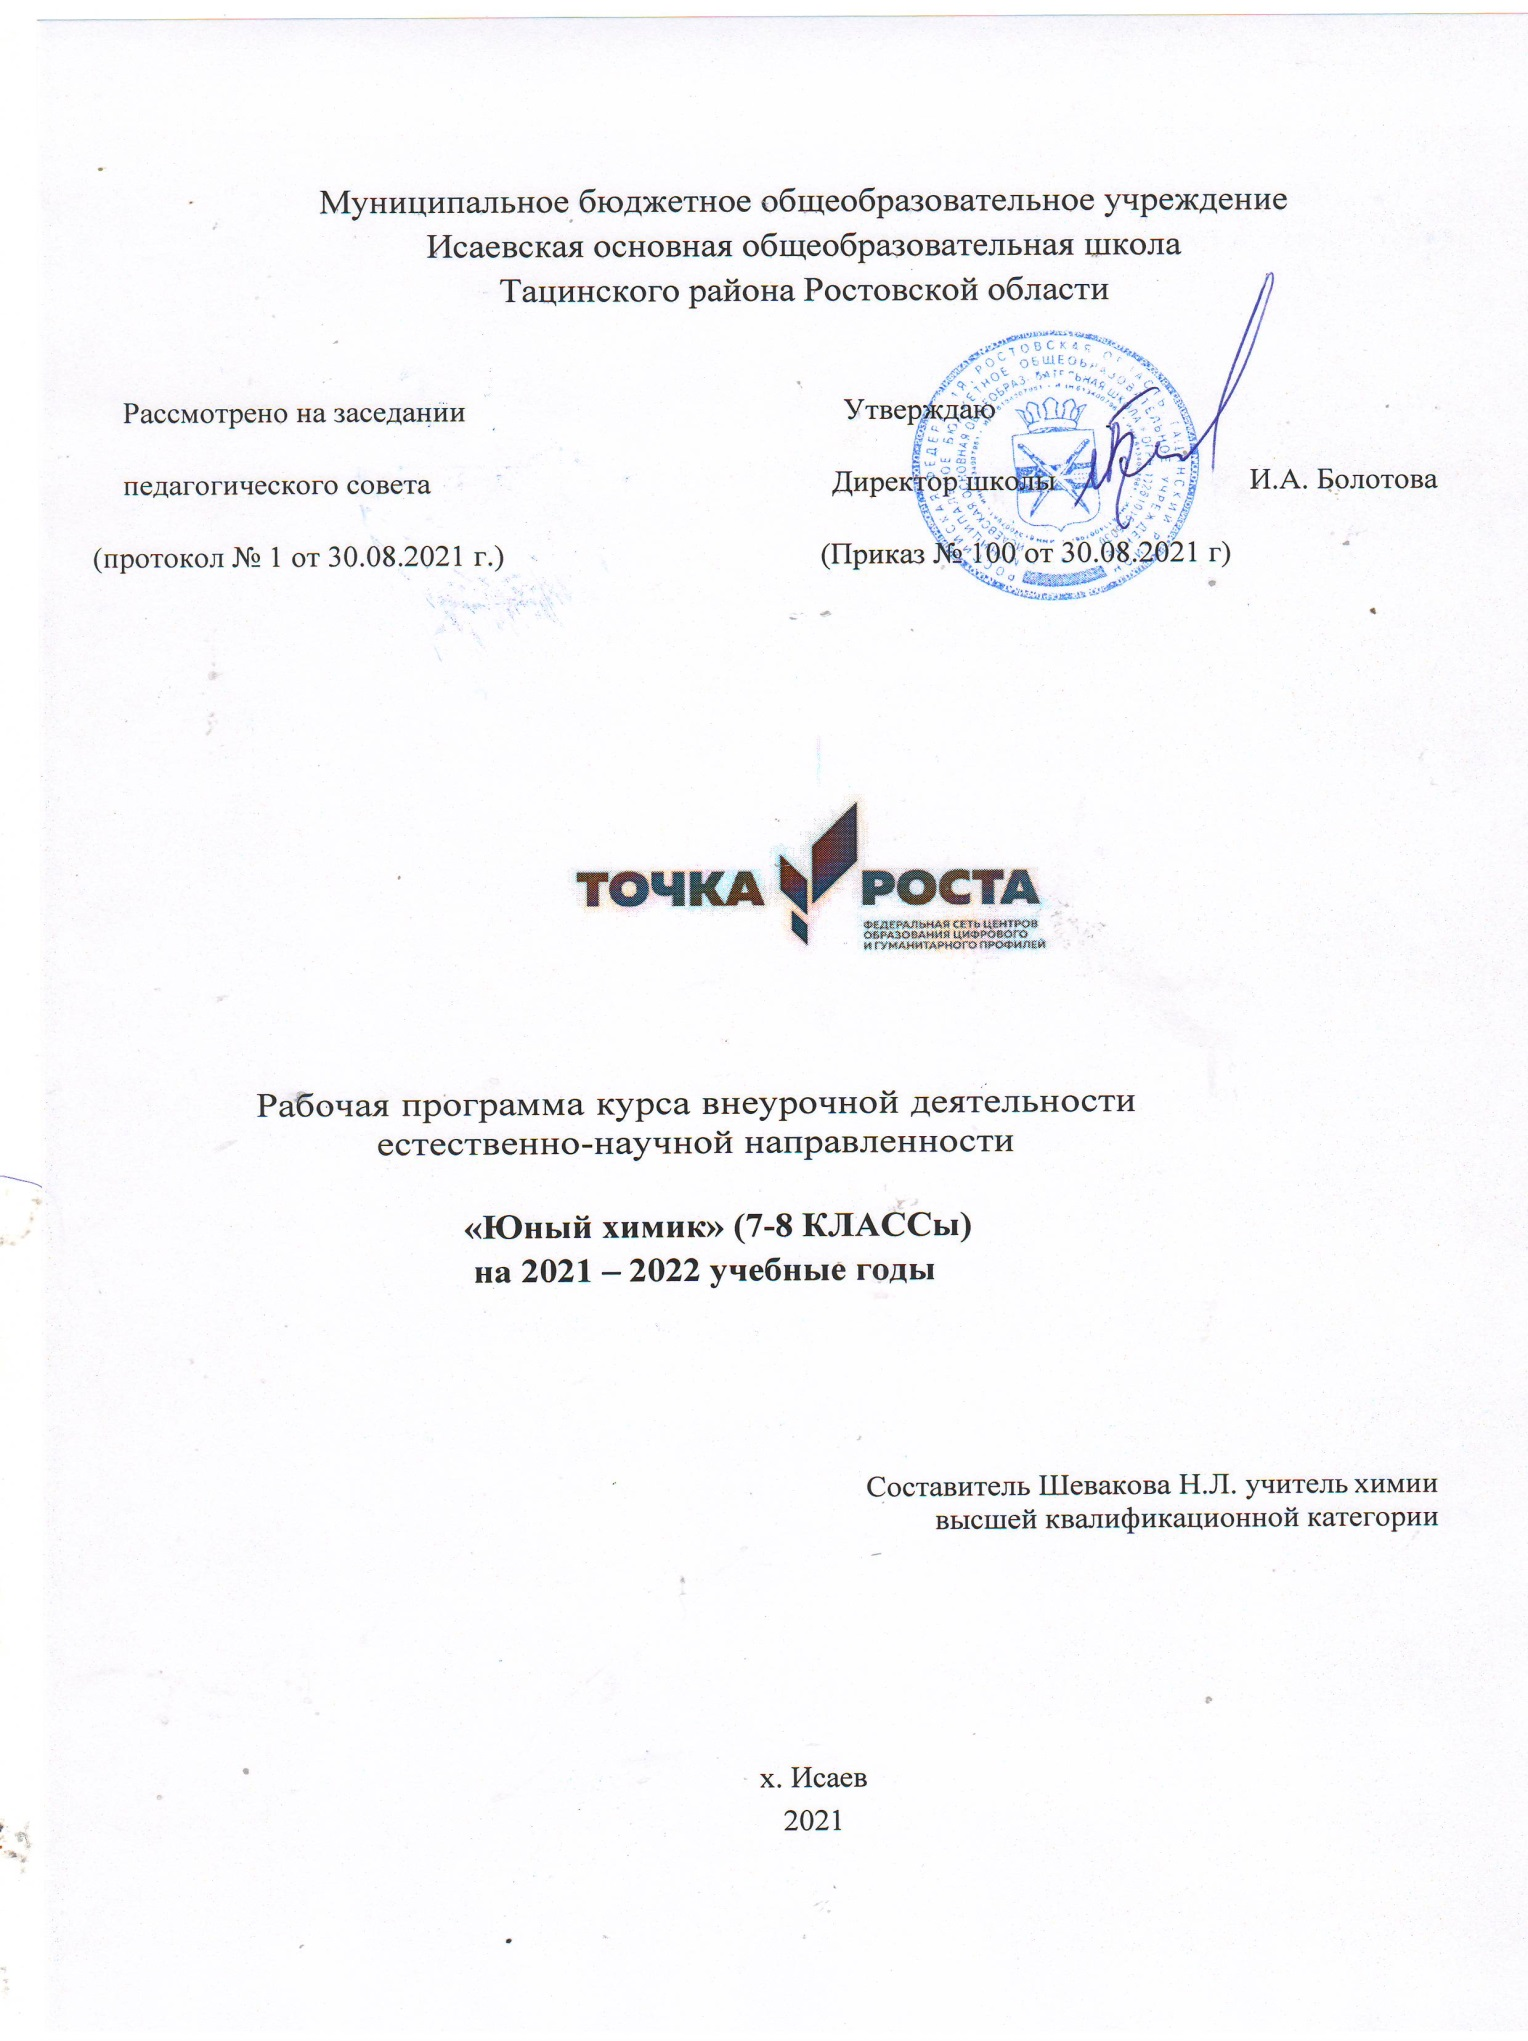 Муниципальное бюджетное общеобразовательное учреждение
Исаевская основная общеобразовательная школа
Тацинского района Ростовской области
Рассмотрено на заседании
педагогического совета
(протокол № 1 от 30.08.2021 г.)
Утверждаю
Директор школы И.А. Болотова
(Приказ № 100 от 30.08.2021 г)
ТОЧКА РОСТА
ФЕДЕРАЛЬНАЯ СЕТЬ ЦЕНТРОВ
ОБРАЗОВАНИЯ ЦИФРОВОГО
И ГУМАНИТАРНОГО ПРОФИЛЕЙ
Рабочая программа курса внеурочной деятельности
естественно-научной направленности
«Юный химик» (7-8 КЛАССы)
на 2021 – 2022 учебные годы
Составитель Шевакова Н.Л. учитель химии
высшей квалификационной категории
х. Исаев
2021